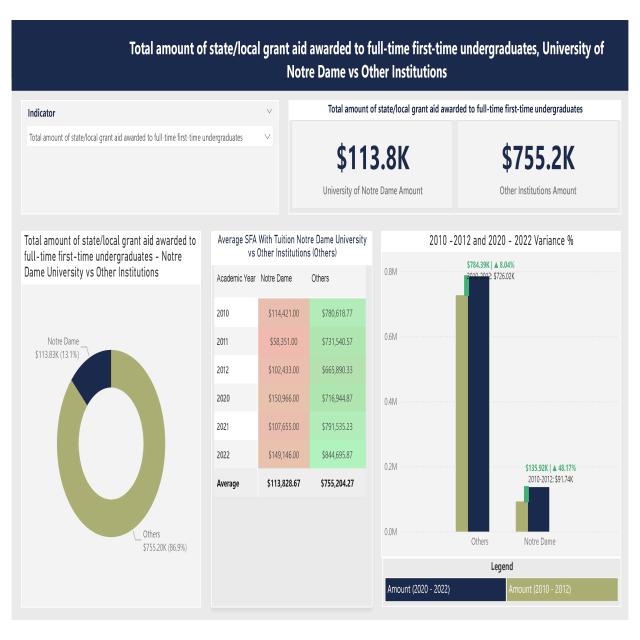 Total amount of state/local grant aid awarded to full-time first-time undergraduates, University of
Notre Dame vs Other Institutions
Indicator
Total amount of state/local grant aid awarded to full-time first-time undergraduates
Total amount of state/local grant aid awarded to full-time first-time undergraduates
$113.8K
University of Notre Dame Amount
$755.2K
Other Institutions Amount
Total amount of state/local grant aid awarded to
full-time first-time undergraduates - Notre
Dame University vs Other Institutions
Notre Dame
$113.83K (13.1%)
Others
$755.20K (86.9%)
Average SFA With Tuition Notre Dame University
vs Other Institutions (Others)
Academic Year Notre Dame Others
2010 $114,421.00 $780,618.77
2011 $58,351.00 $731,540.57
2012 $102,433.00 $665,890.33
2020 $150,966.00 $716,944.87
2021 $107,655.00 $791,535.23
2022 $149,146.00 $844,695.87
Average $113,828.67 $755,204.27
2010 -2012 and 2020 - 2022 Variance %
$784.39K | ▲ 8.04%
2010-2012: $726.02K
0.8M
0.6M
0.4M
0.2M
0.0M
$135.92K | ▲ 48.17%
2010-2012: $91.74K
Others
Notre Dame
Legend
Amount (2020 - 2022)
Amount (2010 - 2012)